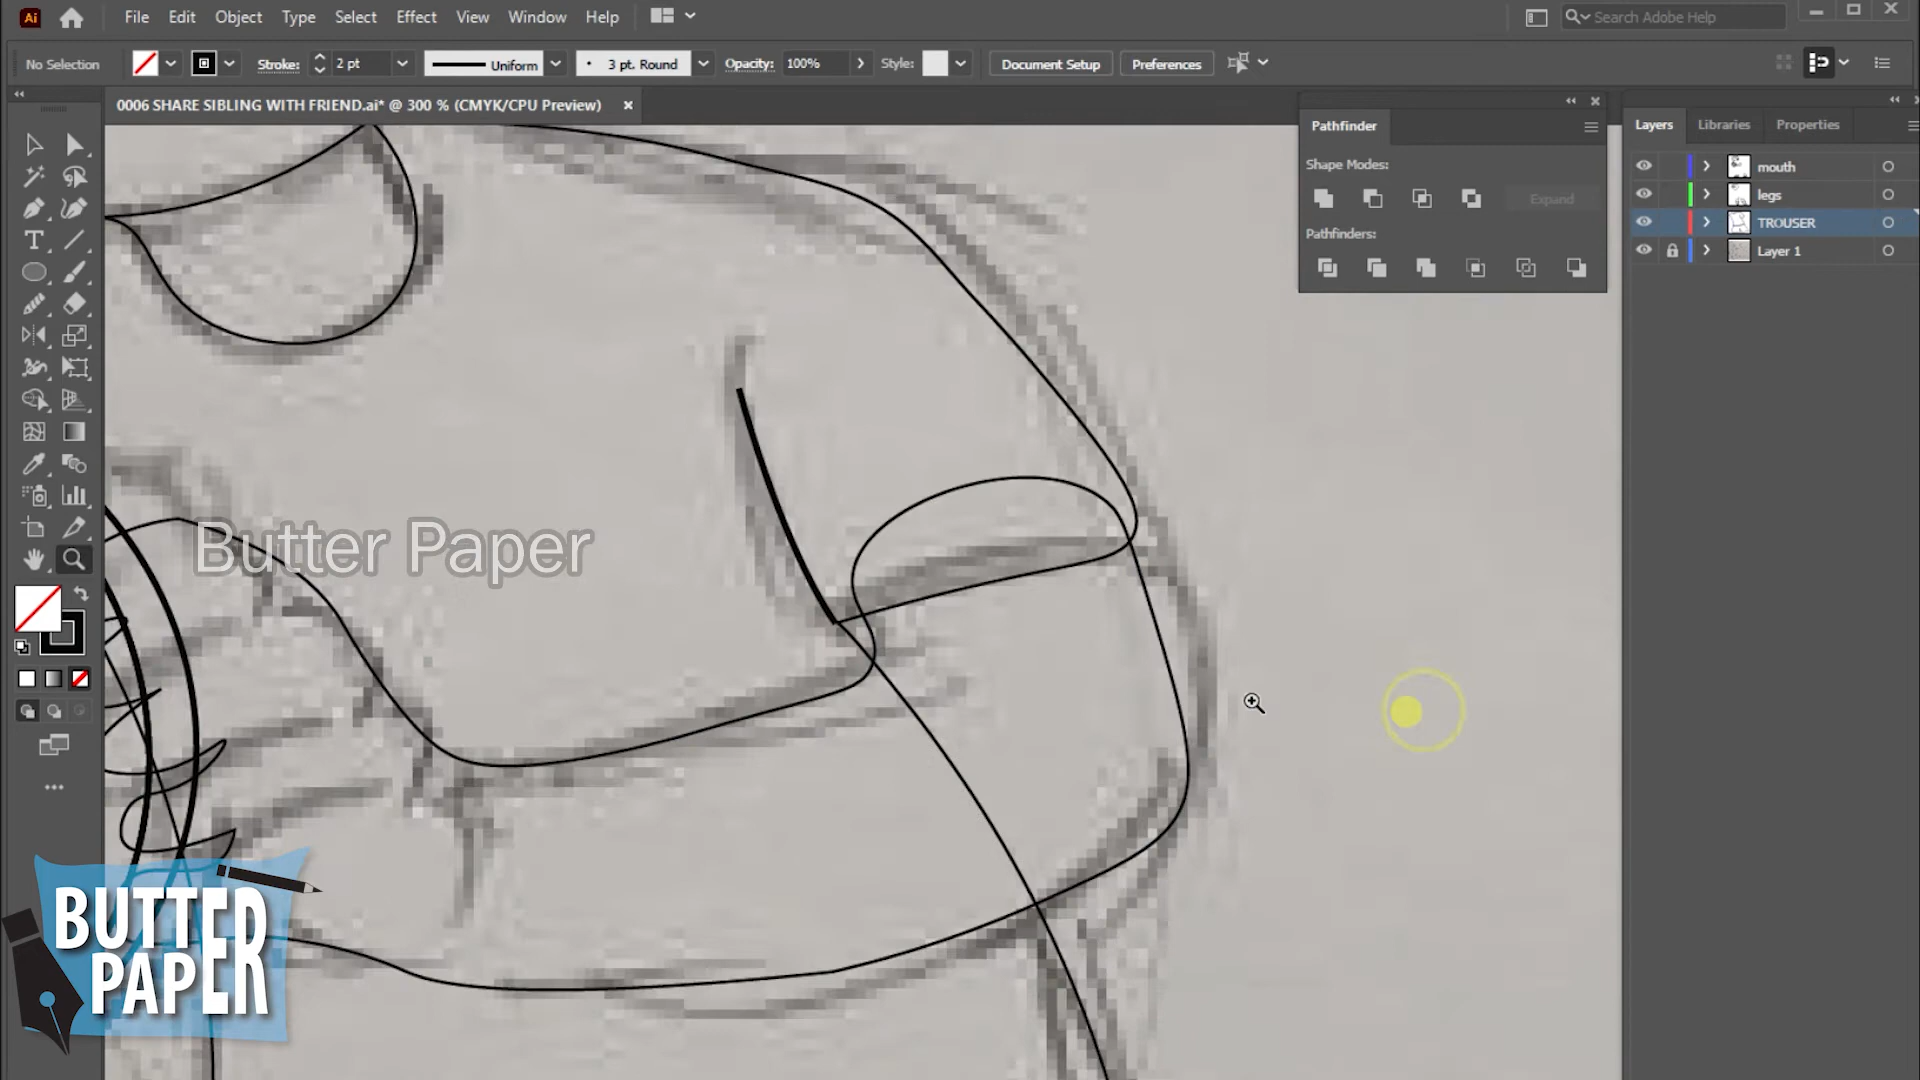 Ai File Edit Object Type Select Effect View Window Help Search Adobe Help
No Selection Stroke: 2 pt Uniform 3 pt. Round Opacity: 100% Style: Document Setup Preferences
0006 SHARE SIBLING WITH FRIEND.ai* @ 300 % (CMYK/CPU Preview)
Pathfinder
Shape Modes:
Expand
Pathfinders:
Layers Libraries Properties
mouth
legs
TROUSER
Layer 1
Butter Paper
BUTTER
PAPER